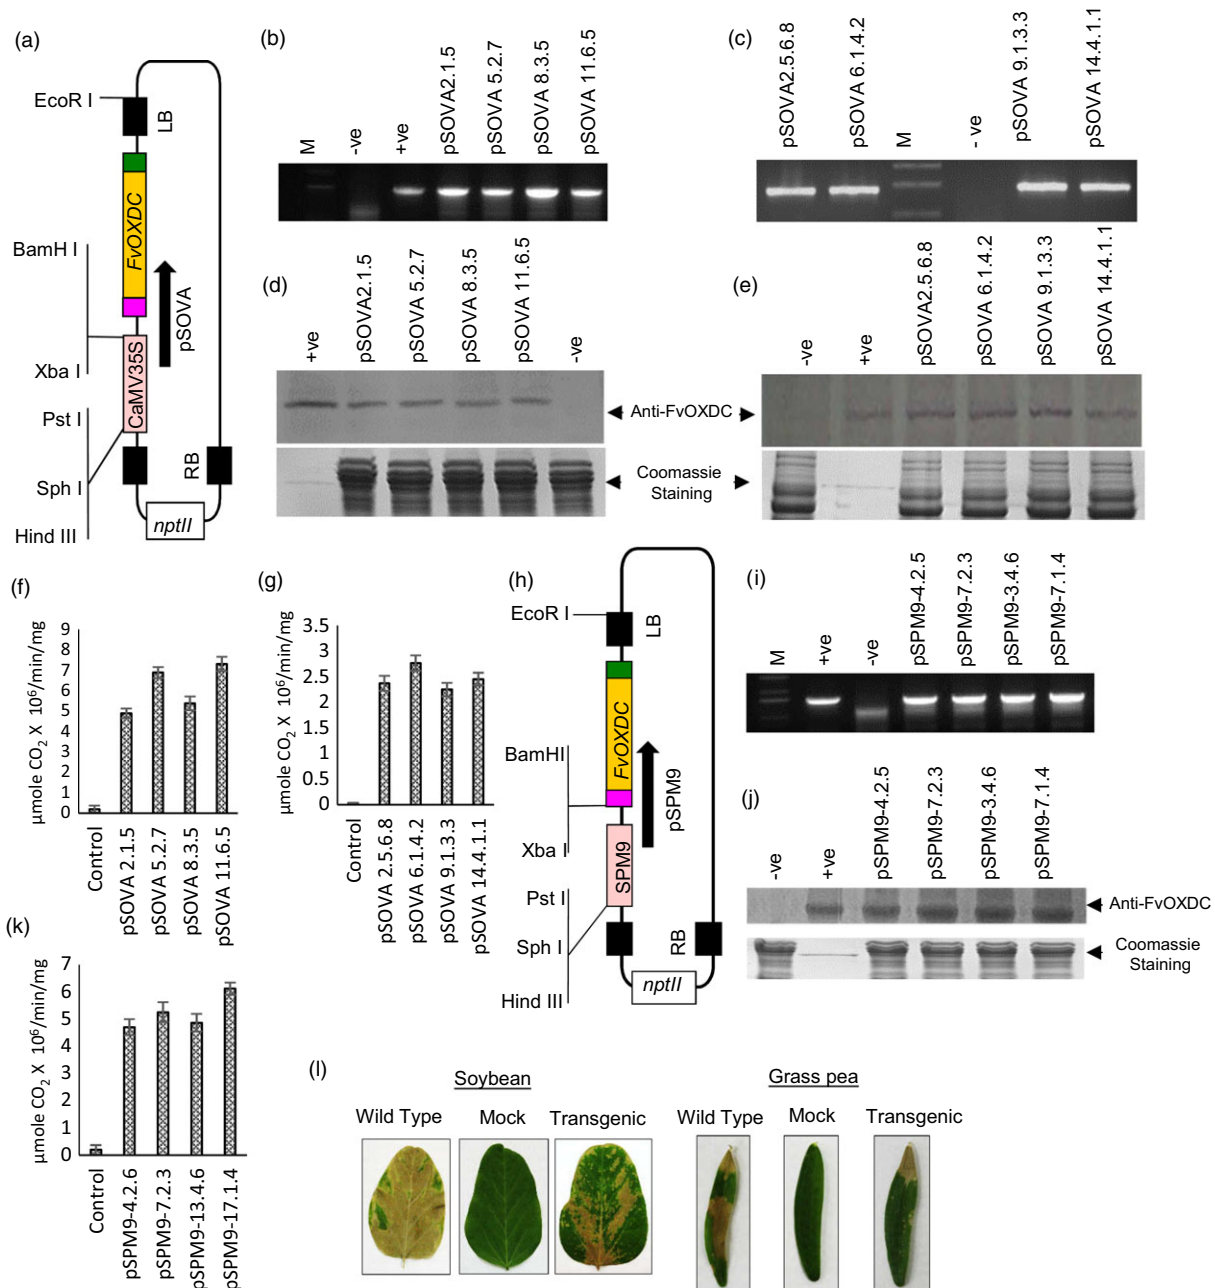 (a)
EcoR I
LB
FvOXDC
BamH I
pSOVA
Xba I
CaMV35S
Pst I
Sph I
RB
Hind III
nptII
(b)
M
-ve
+ve
pSOVA2.1.5
pSOVA 5.2.7
pSOVA 8.3.5
pSOVA 11.6.5
(c)
pSOVA2.5.6.8
pSOVA 6.1.4.2
M
- ve
pSOVA 9.1.3.3
pSOVA 14.4.1.1
(d)
+ve
pSOVA2.1.5
pSOVA 5.2.7
pSOVA 8.3.5
pSOVA 11.6.5
-ve
Anti-FvOXDC
Coomassie
Staining
(e)
-ve
+ve
pSOVA2.5.6.8
pSOVA 6.1.4.2
pSOVA 9.1.3.3
pSOVA 14.4.1.1
(f)
µmole CO2 X 10⁶/min/mg
9
8
7
6
5
4
3
2
1
0
Control
pSOVA 2.1.5
pSOVA 5.2.7
pSOVA 8.3.5
pSOVA 11.6.5
(g)
µmole CO2 X 10⁶/min/mg
3.5
3
2.5
2
1.5
1
0.5
0
Control
pSOVA 2.5.6.8
pSOVA 6.1.4.2
pSOVA 9.1.3.3
pSOVA 14.4.1.1
(h)
EcoR I
LB
FvOXDC
BamHI
pSPM9
Xba I
SPM9
Pst I
Sph I
RB
Hind III
nptII
(i)
M
+ve
-ve
pSPM9-4.2.5
pSPM9-7.2.3
pSPM9-3.4.6
pSPM9-7.1.4
(j)
-ve
+ve
pSPM9-4.2.5
pSPM9-7.2.3
pSPM9-3.4.6
pSPM9-7.1.4
Anti-FvOXDC
Coomassie
Staining
(k)
µmole CO2 X 10⁶/min/mg
7
6
5
4
3
2
1
0
Control
pSPM9-4.2.6
pSPM9-7.2.3
pSPM9-13.4.6
pSPM9-17.1.4
(l)
Soybean
Grass pea
Wild Type
Mock
Transgenic
Wild Type
Mock
Transgenic